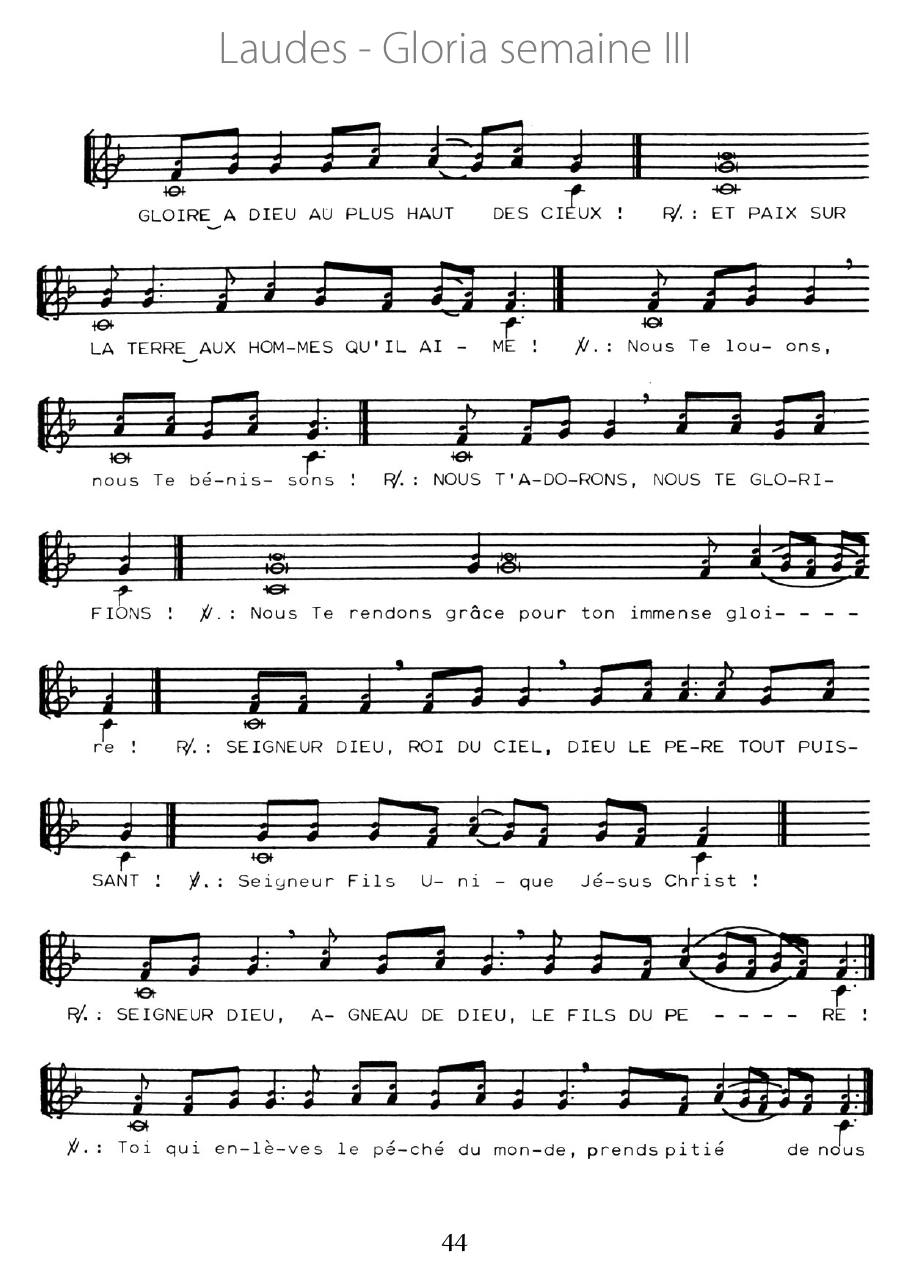 Laudes - Gloria semaine III
GLOIRE‿A DIEU AU PLUS HAUT DES CIEUX ! R/. : ET PAIX SUR
LA TERRE‿AUX HOM-MES QU'IL AI - ME ! V/. : Nous Te lou- ons,
nous Te bé-nis- sons ! R/. : NOUS T'A-DO-RONS, NOUS TE GLO-RI-
FIONS ! V/. : Nous Te rendons grâce pour ton immense gloi- - - -
re ! R/. : SEIGNEUR DIEU, ROI DU CIEL, DIEU LE PE-RE TOUT PUIS-
SANT ! V/. : Seigneur Fils U- ni - que Jé-sus Christ !
R/. : SEIGNEUR DIEU, A- GNEAU DE DIEU, LE FILS DU PE - - - - RE !
V/. : Toi qui en-lè-ves le pé-ché du mon-de, prends pitié de nous
44